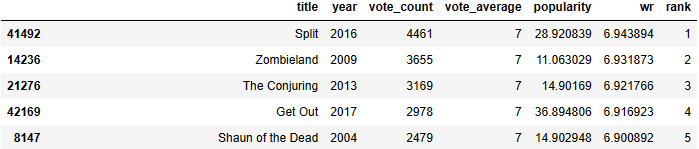 title year vote_count vote_average popularity wr rank
41492 Split 2016 4461 7 28.920839 6.943894 1
14236 Zombieland 2009 3655 7 11.063029 6.931873 2
21276 The Conjuring 2013 3169 7 14.90169 6.921766 3
42169 Get Out 2017 2978 7 36.894806 6.916923 4
8147 Shaun of the Dead 2004 2479 7 14.902948 6.900892 5